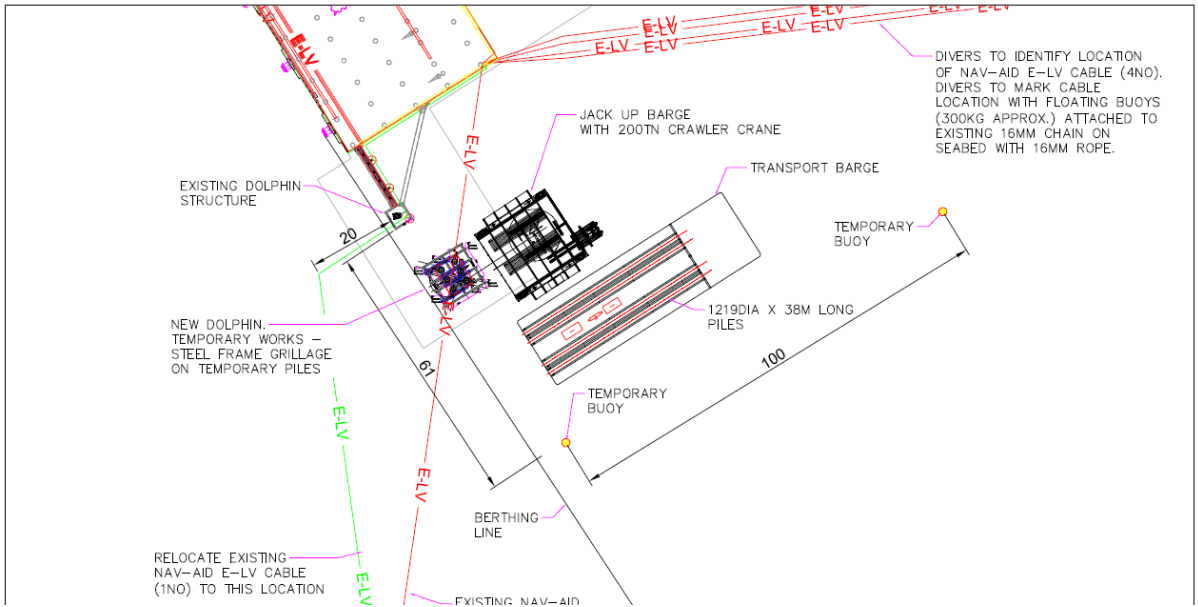 E-LV
E-LV
E-LV
E-LV
E-LV
E-LV
E-LV
E-LV
E-LV
DIVERS TO IDENTIFY LOCATION
OF NAV-AID E-LV CABLE (4NO).
DIVERS TO MARK CABLE
LOCATION WITH FLOATING BUOYS
(300KG APPROX.) ATTACHED TO
EXISTING 16MM CHAIN ON
SEABED WITH 16MM ROPE.
JACK UP BARGE
WITH 200TN CRAWLER CRANE
E-LV
TRANSPORT BARGE
EXISTING DOLPHIN
STRUCTURE
TEMPORARY
BUOY
20
NEW DOLPHIN.
TEMPORARY WORKS –
STEEL FRAME GRILLAGE
ON TEMPORARY PILES
E-LV
1219DIA X 38M LONG
PILES
61
100
TEMPORARY
BUOY
E-LV
E-LV
BERTHING
LINE
RELOCATE EXISTING
NAV-AID E-LV CABLE
(1NO) TO THIS LOCATION
E-LV
EXISTING NAV-AID